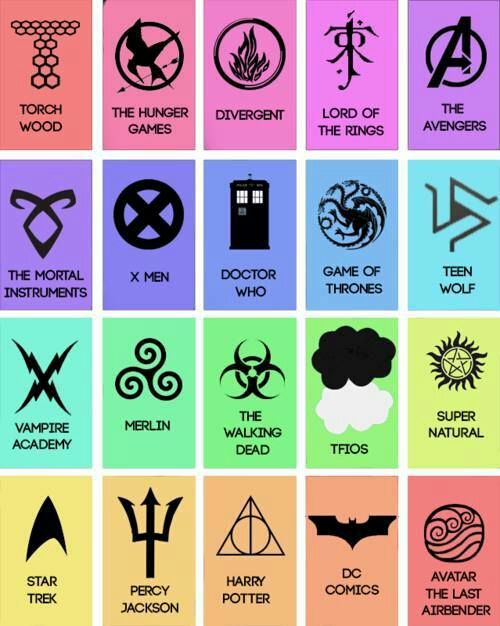 TORCH
WOOD
THE HUNGER
GAMES
DIVERGENT
LORD OF
THE RINGS
THE
AVENGERS
THE MORTAL
INSTRUMENTS
X MEN
DOCTOR
WHO
GAME OF
THRONES
TEEN
WOLF
VAMPIRE
ACADEMY
MERLIN
THE
WALKING
DEAD
TFIOS
SUPER
NATURAL
STAR
TREK
PERCY
JACKSON
HARRY
POTTER
DC
COMICS
AVATAR
THE LAST
AIRBENDER